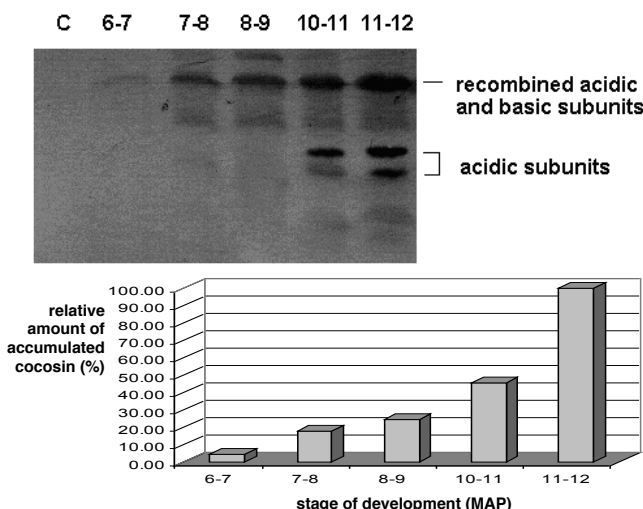 C 6-7 7-8 8-9 10-11 11-12
recombined acidic
and basic subunits
acidic subunits
relative
amount of
accumulated
cocosin (%)
100.00
90.00
80.00
70.00
60.00
50.00
40.00
30.00
20.00
10.00
0.00
6-7 7-8 8-9 10-11 11-12
stage of development (MAP)